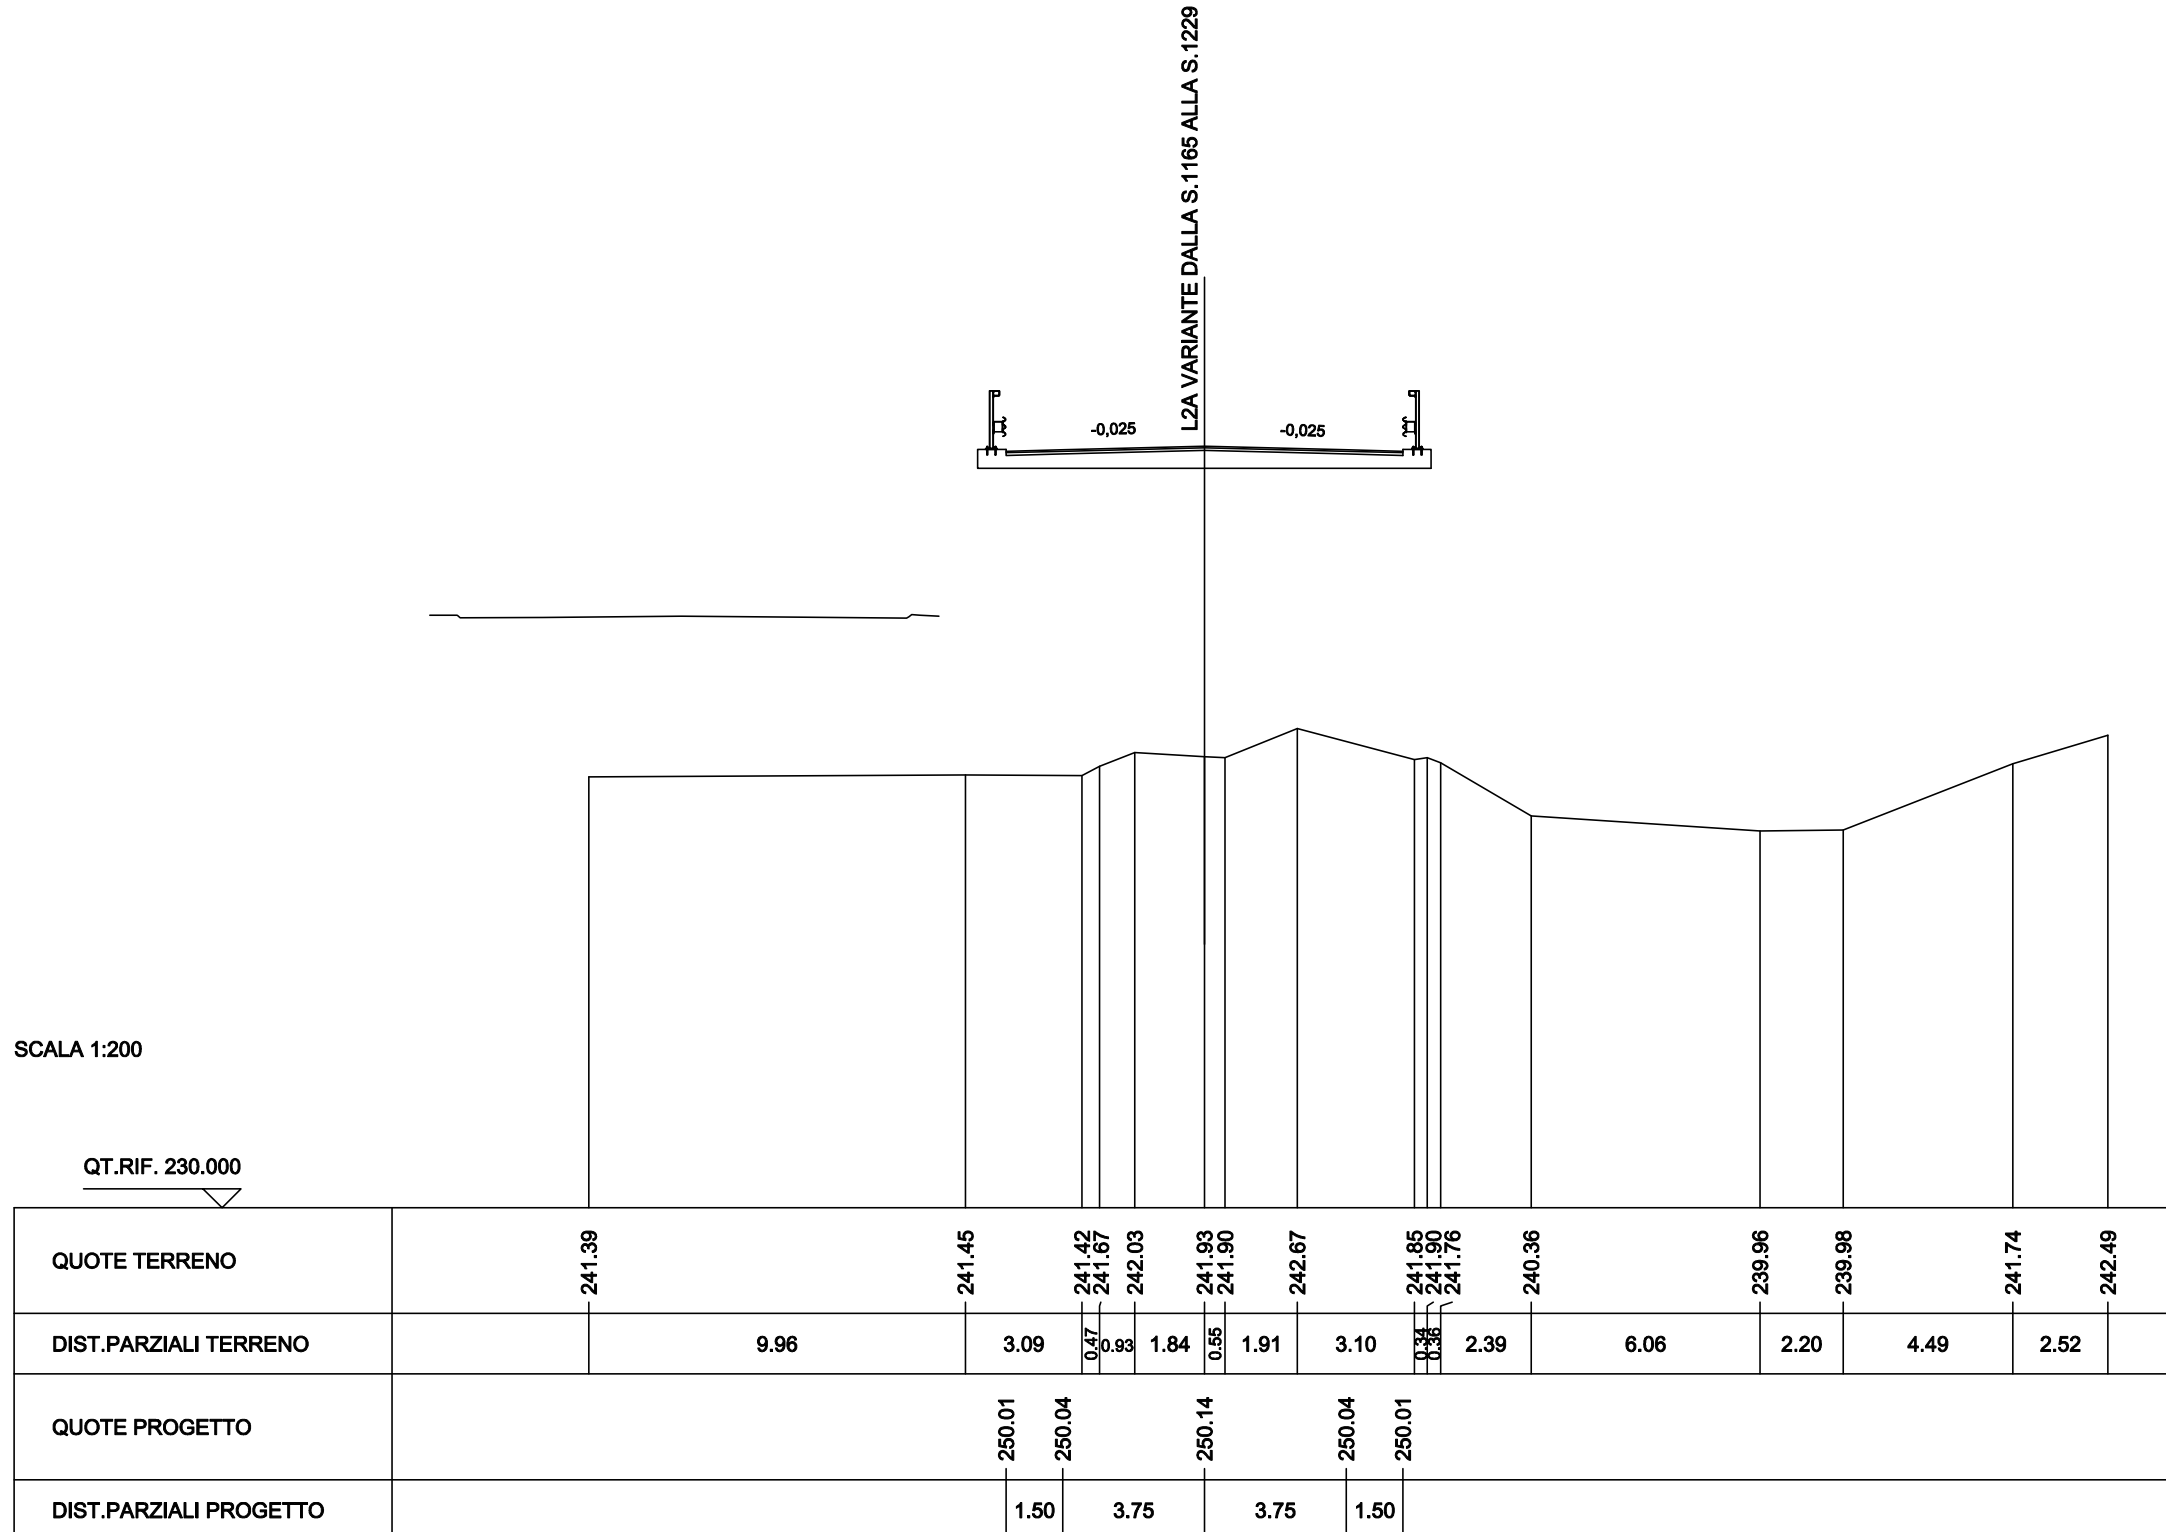 L2A VARIANTE DALLA S.1165 ALLA S.1229
-0,025 -0,025
SCALA 1:200
QT.RIF. 230.000
QUOTE TERRENO 241.39 241.45 241.42 241.67 242.03 241.93 241.90 242.67 241.85 241.90 241.76 240.36 239.96 239.98 241.74 242.49
DIST.PARZIALI TERRENO 9.96 3.09 0.47 0.93 1.84 0.55 1.91 3.10 0.34 0.36 2.39 6.06 2.20 4.49 2.52
QUOTE PROGETTO 250.01 250.04 250.14 250.04 250.01
DIST.PARZIALI PROGETTO 1.50 3.75 3.75 1.50